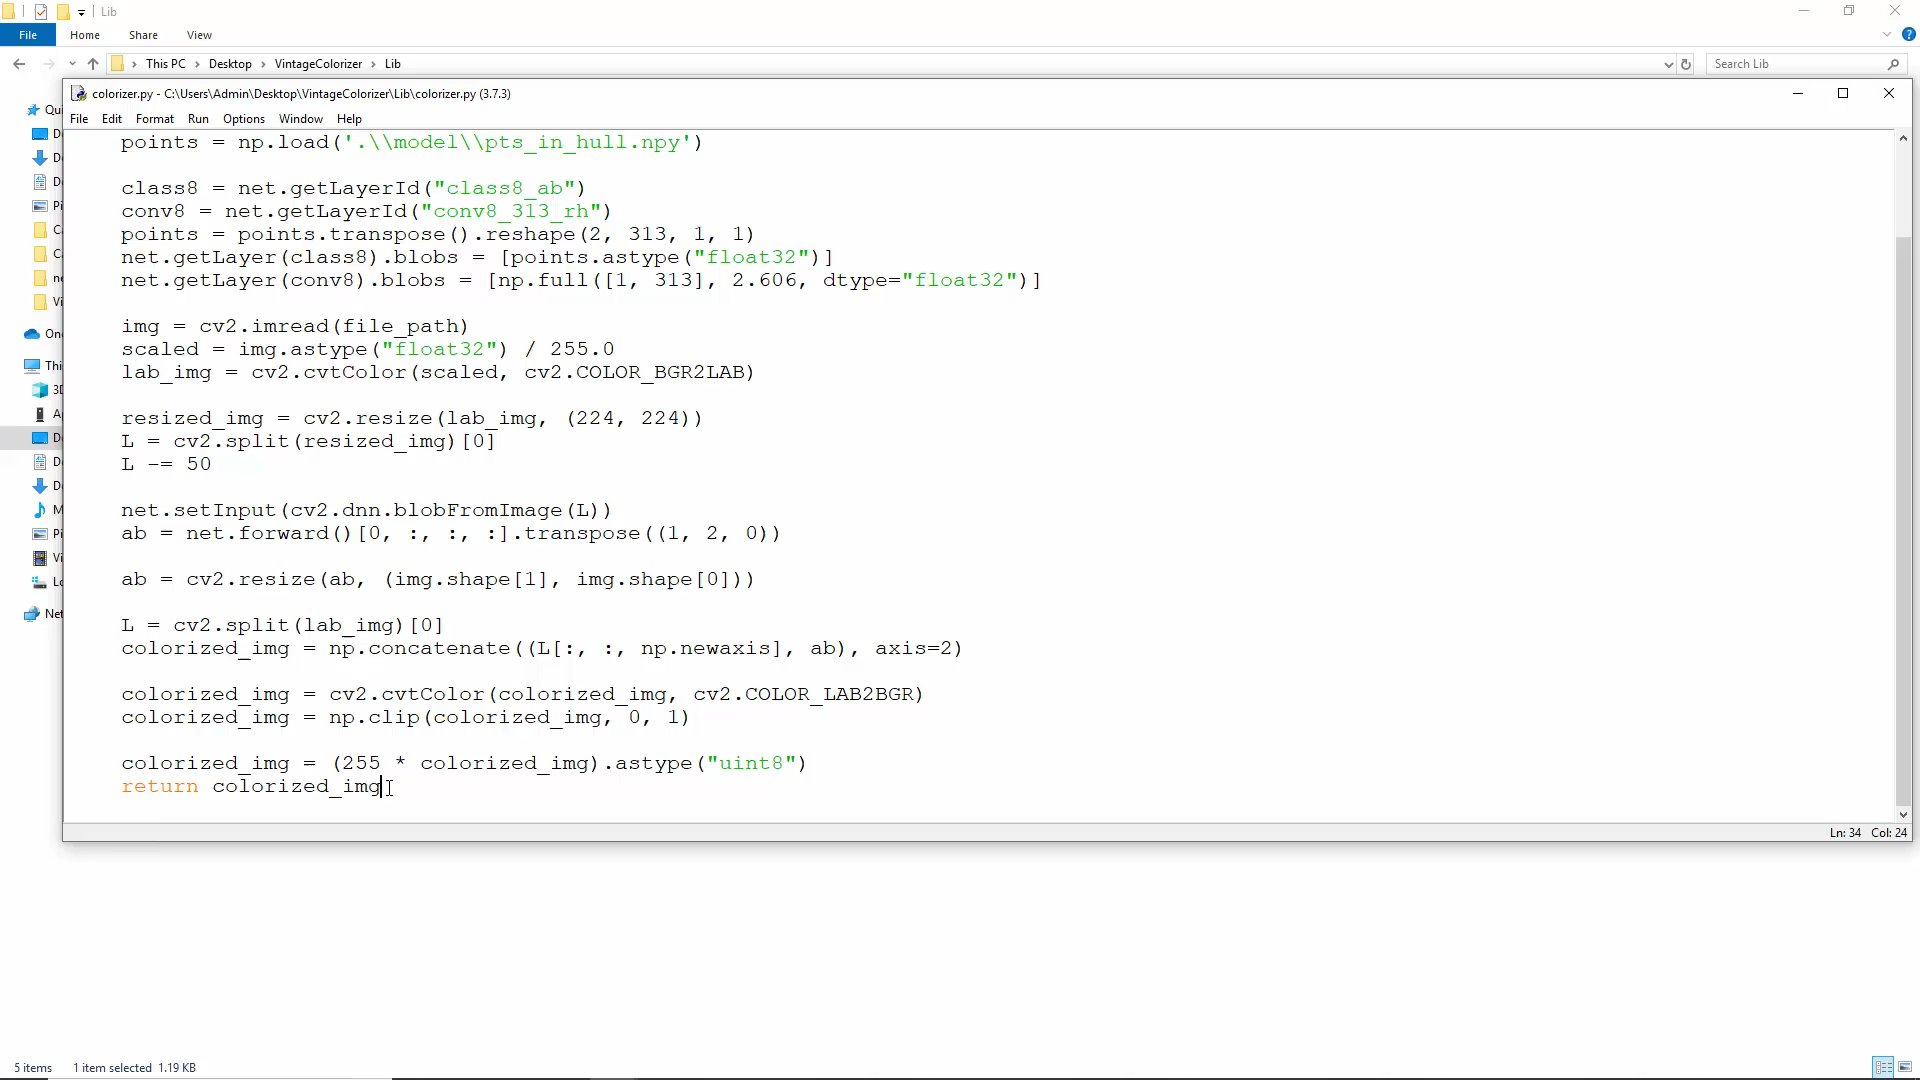 Lib
File Home Share View
This PC Desktop VintageColorizer Lib Search Lib
colorizer.py - C:\Users\Admin\Desktop\VintageColorizer\Lib\colorizer.py (3.7.3)
File Edit Format Run Options Window Help
points = np.load('.\\model\\pts_in_hull.npy')
class8 = net.getLayerId("class8_ab")
conv8 = net.getLayerId("conv8_313_rh")
points = points.transpose().reshape(2, 313, 1, 1)
net.getLayer(class8).blobs = [points.astype("float32")]
net.getLayer(conv8).blobs = [np.full([1, 313], 2.606, dtype="float32")]
img = cv2.imread(file_path)
scaled = img.astype("float32") / 255.0
lab_img = cv2.cvtColor(scaled, cv2.COLOR_BGR2LAB)
resized_img = cv2.resize(lab_img, (224, 224))
L = cv2.split(resized_img)[0]
L -= 50
net.setInput(cv2.dnn.blobFromImage(L))
ab = net.forward()[0, :, :, :].transpose((1, 2, 0))
ab = cv2.resize(ab, (img.shape[1], img.shape[0]))
L = cv2.split(lab_img)[0]
colorized_img = np.concatenate((L[:, :, np.newaxis], ab), axis=2)
colorized_img = cv2.cvtColor(colorized_img, cv2.COLOR_LAB2BGR)
colorized_img = np.clip(colorized_img, 0, 1)
colorized_img = (255 * colorized_img).astype("uint8")
return colorized_img
Ln: 34 Col: 24
5 items 1 item selected 1.19 KB